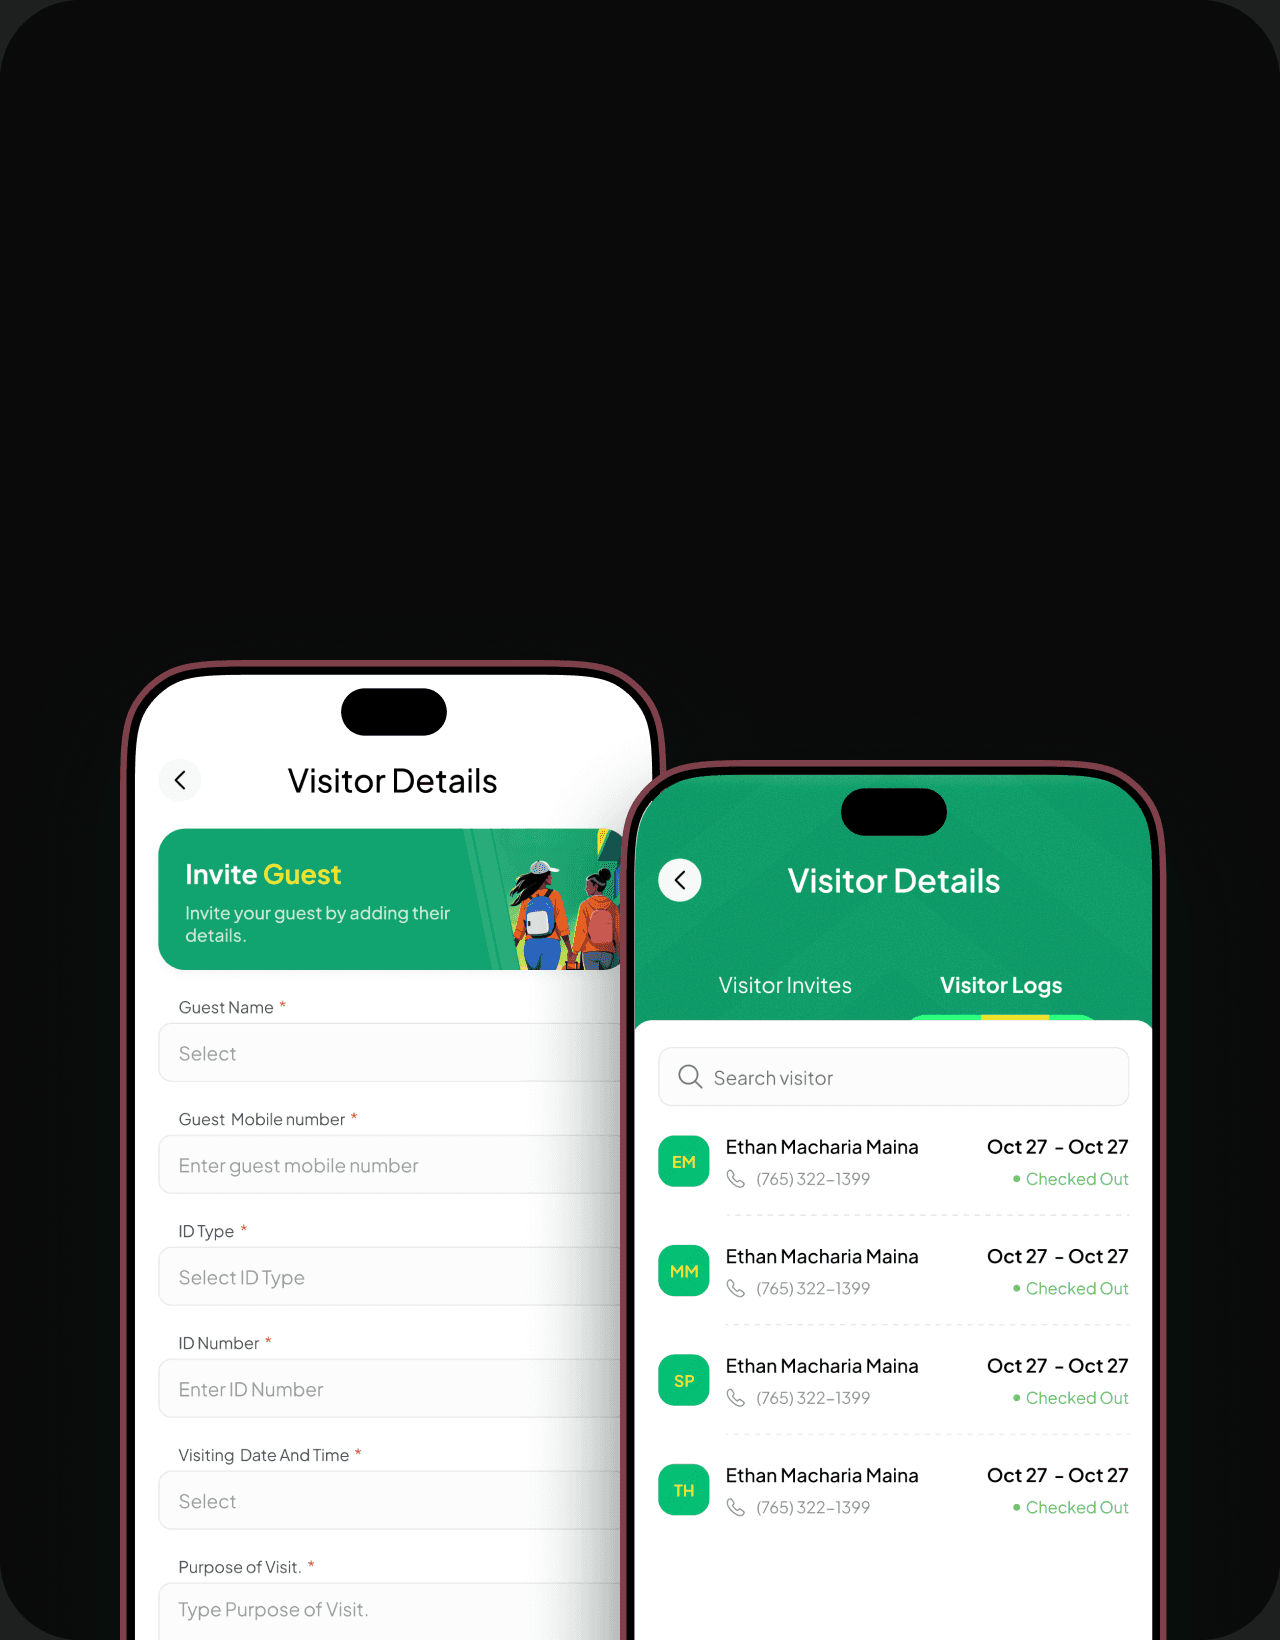 Visitor Details
Invite Guest
Invite your guest by adding their
details.
Guest Name *
Select
Guest Mobile number *
Enter guest mobile number
ID Type *
Select ID Type
ID Number *
Enter ID Number
Visiting Date And Time *
Select
Purpose of Visit. *
Type Purpose of Visit.
Visitor Details
Visitor Invites
Visitor Logs
Search visitor
EM
Ethan Macharia Maina
Oct 27 - Oct 27
(765) 322-1399
Checked Out
MM
Ethan Macharia Maina
Oct 27 - Oct 27
(765) 322-1399
Checked Out
SP
Ethan Macharia Maina
Oct 27 - Oct 27
(765) 322-1399
Checked Out
TH
Ethan Macharia Maina
Oct 27 - Oct 27
(765) 322-1399
Checked Out